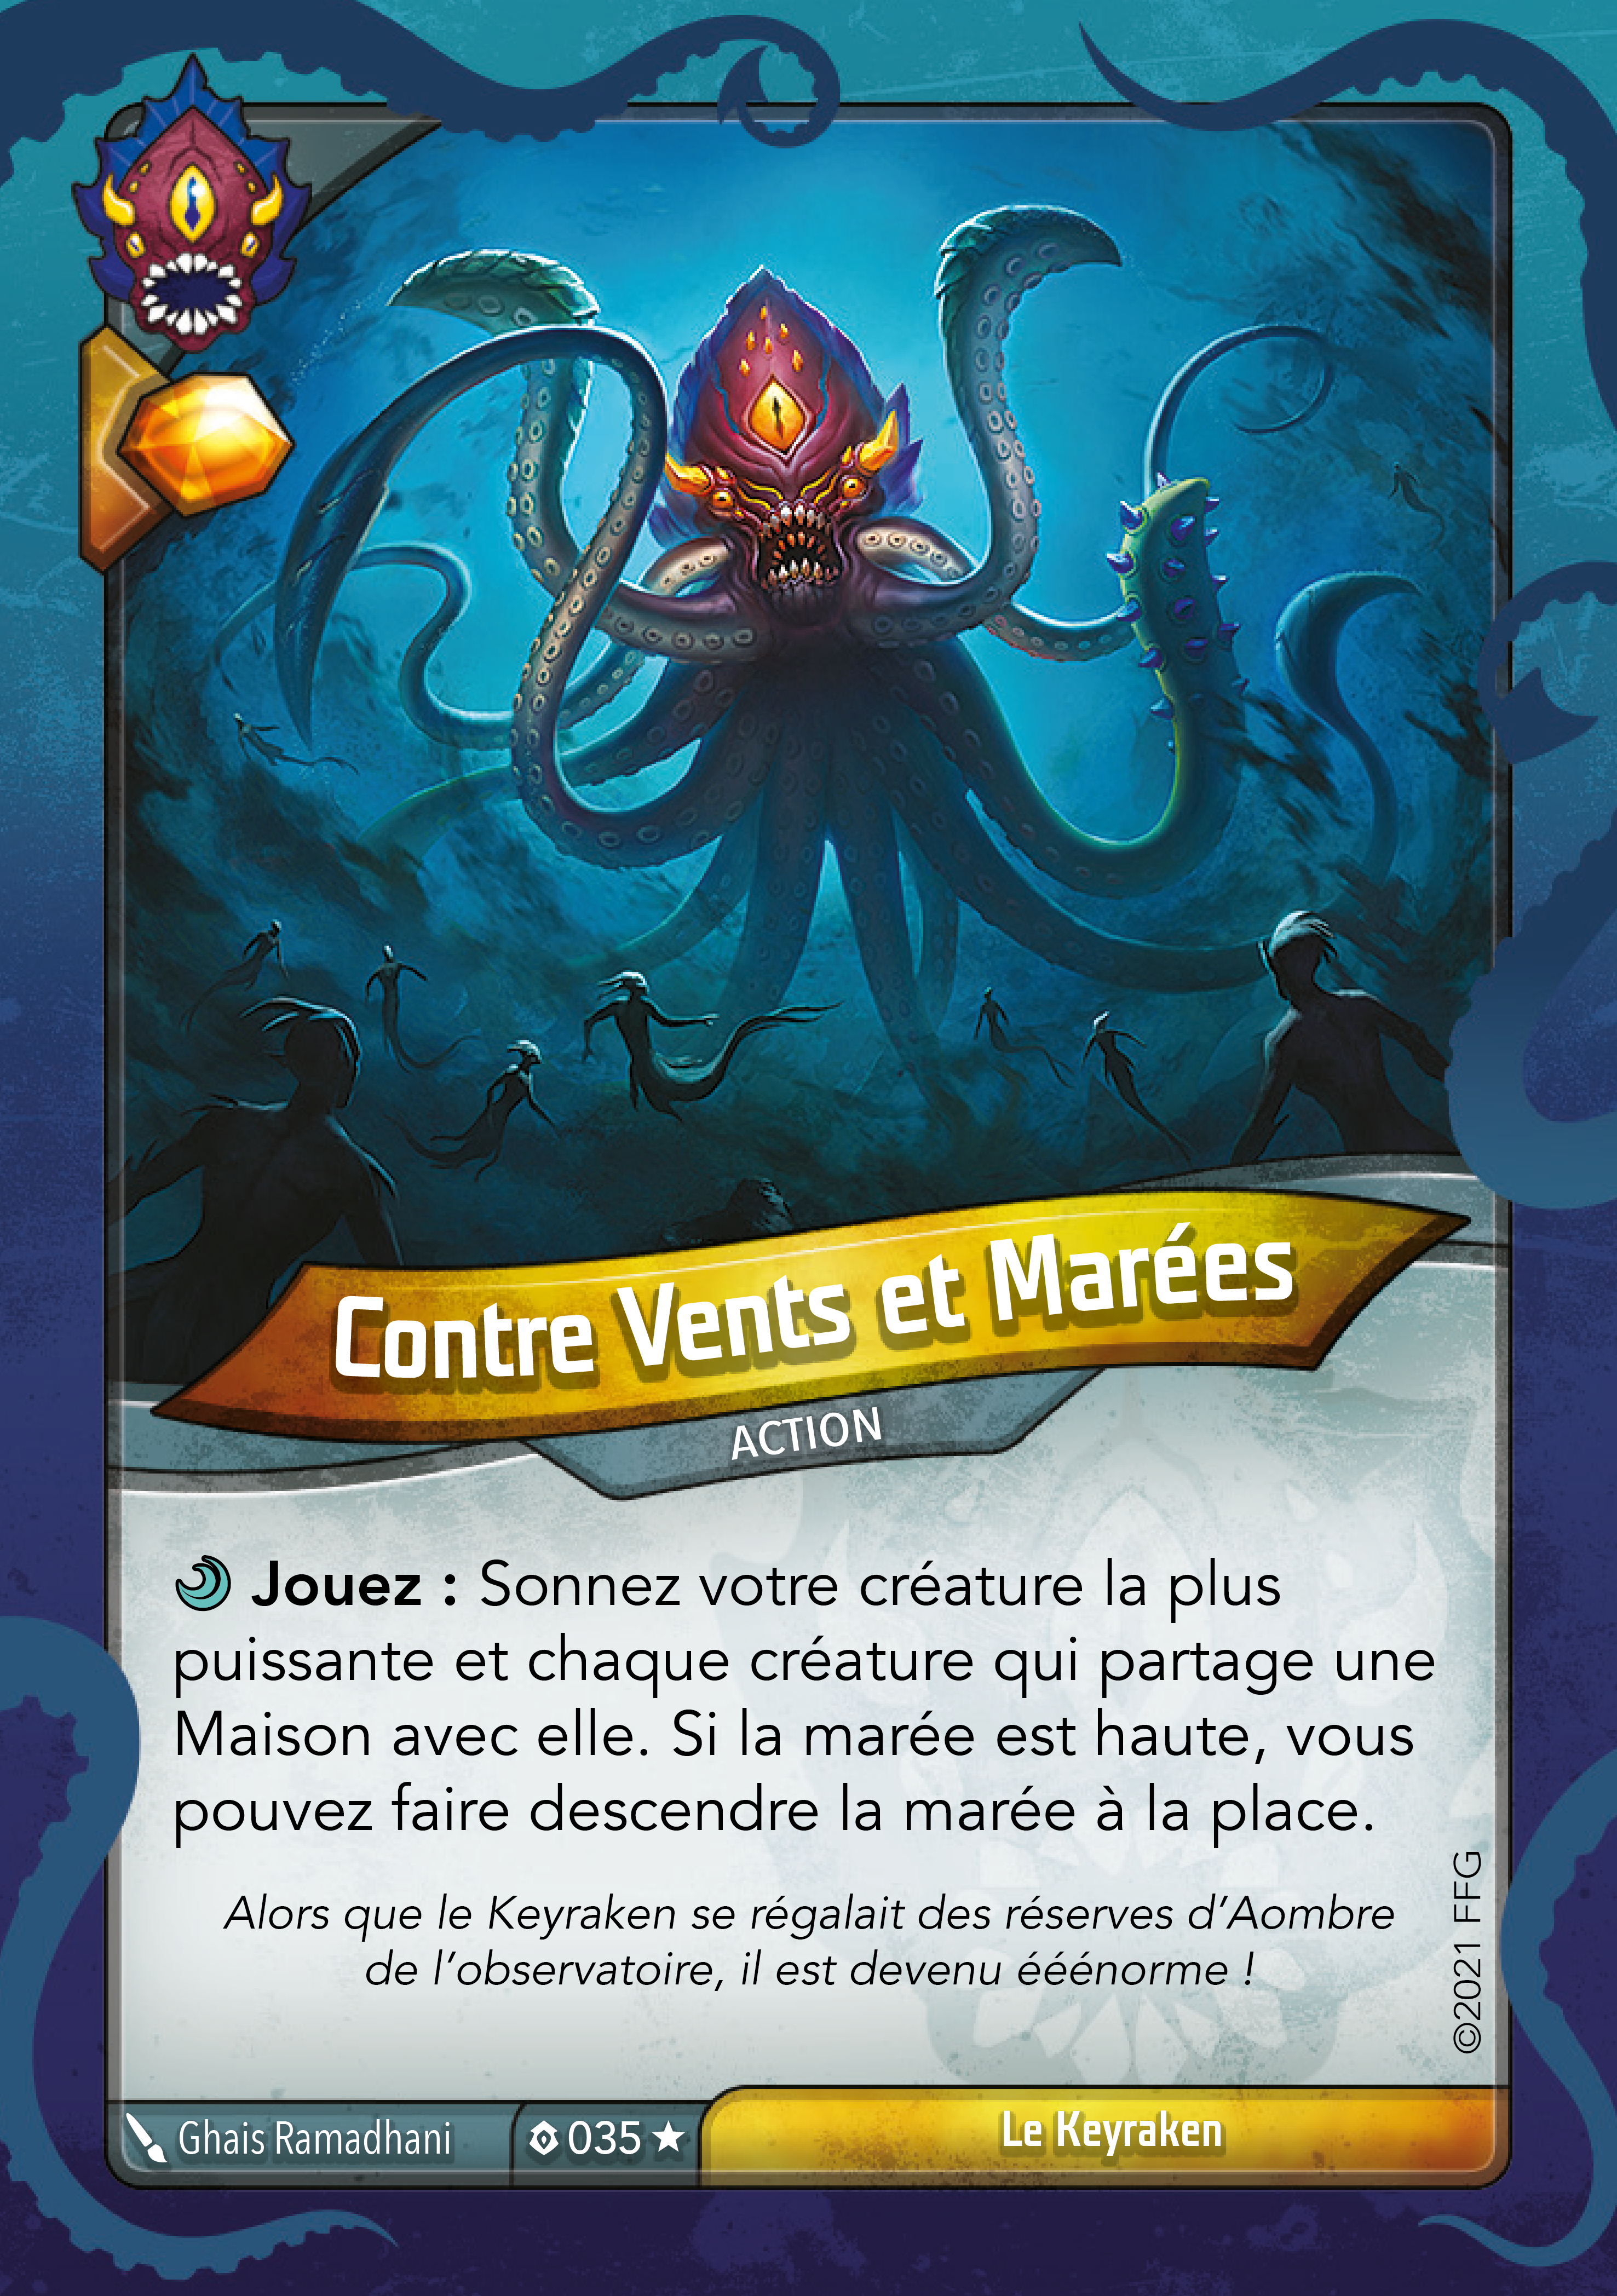 Contre Vents et Marées
ACTION
Jouez : Sonnez votre créature la plus
puissante et chaque créature qui partage une
Maison avec elle. Si la marée est haute, vous
pouvez faire descendre la marée à la place.
Alors que le Keyraken se régalait des réserves d’Aombre
de l’observatoire, il est devenu ééénorme !
©2021 FFG
Ghais Ramadhani
035
Le Keyraken